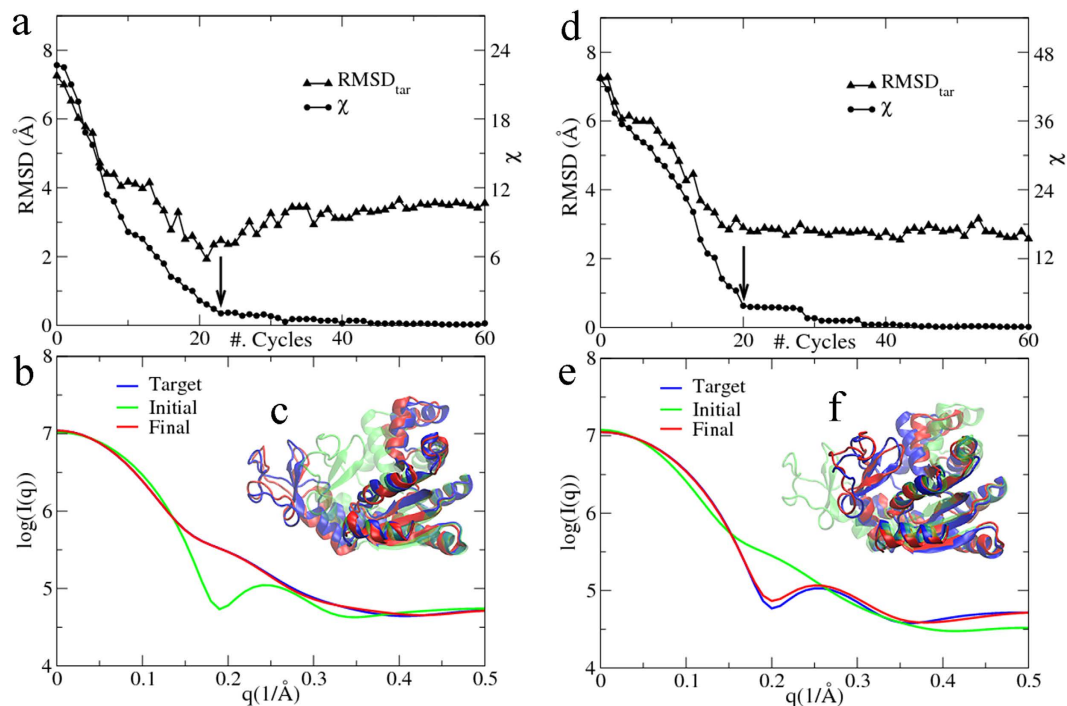 a
8
6
4
2
0
RMSD (Å)
24
18
12
6
χ
RMSD_tar
χ
0
20
40
60
#. Cycles
d
8
6
4
2
0
RMSD (Å)
48
36
24
12
0
χ
RMSD_tar
χ
0
20
40
60
#. Cycles
b
8
7
6
5
4
log(I(q))
Target
Initial
Final
c
0
0.1
0.2
0.3
0.4
0.5
q(1/Å)
e
8
7
6
5
4
log(I(q))
Target
Initial
Final
f
0
0.1
0.2
0.3
0.4
0.5
q(1/Å)